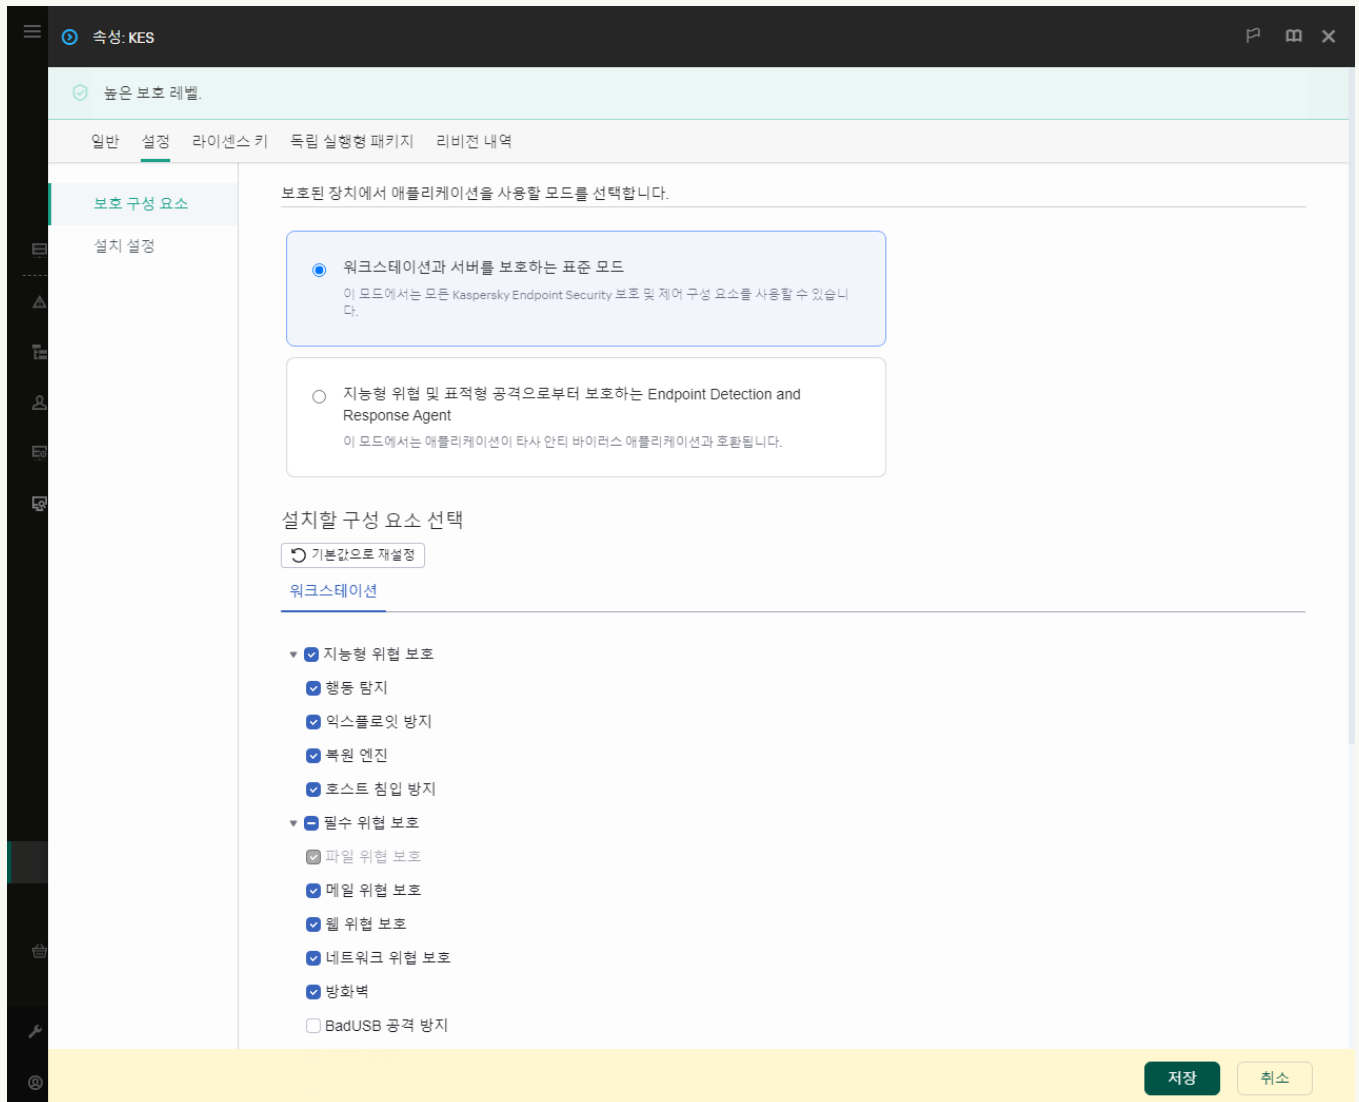 속성: KES
높은 보호 레벨.
일반 설정 라이센스 키 독립 실행형 패키지 리비전 내역
보호 구성 요소
설치 설정
보호된 장치에서 애플리케이션을 사용할 모드를 선택합니다.
워크스테이션과 서버를 보호하는 표준 모드
이 모드에서는 모든 Kaspersky Endpoint Security 보호 및 제어 구성 요소를 사용할 수 있습니
다.
지능형 위협 및 표적형 공격으로부터 보호하는 Endpoint Detection and
Response Agent
이 모드에서는 애플리케이션이 타사 안티 바이러스 애플리케이션과 호환됩니다.
설치할 구성 요소 선택
기본값으로 재설정
워크스테이션
지능형 위협 보호
행동 탐지
익스플로잇 방지
복원 엔진
호스트 침입 방지
필수 위협 보호
파일 위협 보호
메일 위협 보호
웹 위협 보호
네트워크 위협 보호
방화벽
BadUSB 공격 방지
저장 취소